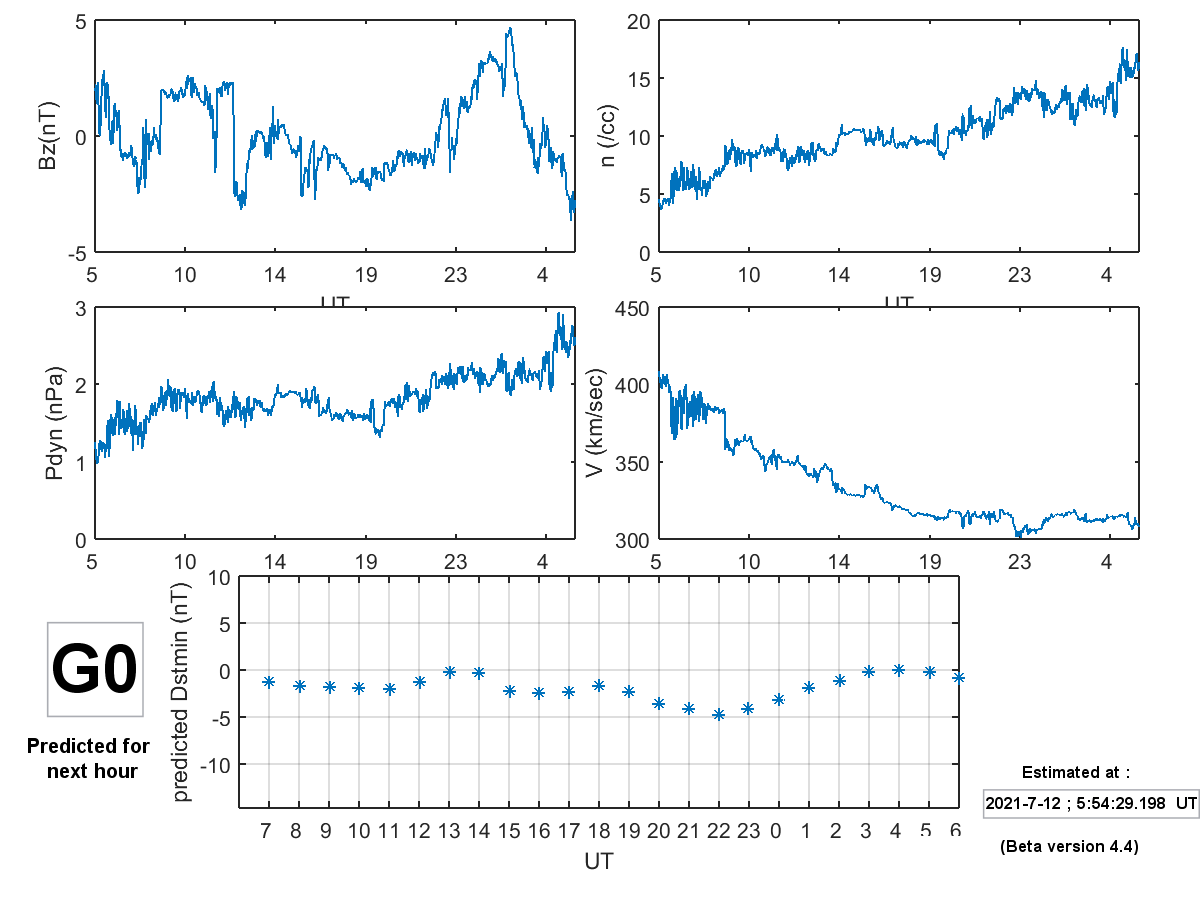 5
0
-5
Bz(nT)
5 10 14 19 23 4
UT
20
15
10
5
0
n (/cc)
5 10 14 19 23 4
UT
3
2
1
0
Pdyn (nPa)
5 10 14 19 23 4
450
400
350
300
V (km/sec)
5 10 14 19 23 4
10
5
0
-5
-10
predicted Dstmin (nT)
7 8 9 10 11 12 13 14 15 16 17 18 19 20 21 22 23 0 1 2 3 4 5 6
UT
G0
Predicted for
next hour
Estimated at :
2021-7-12 ; 5:54:29.198 UT
(Beta version 4.4)